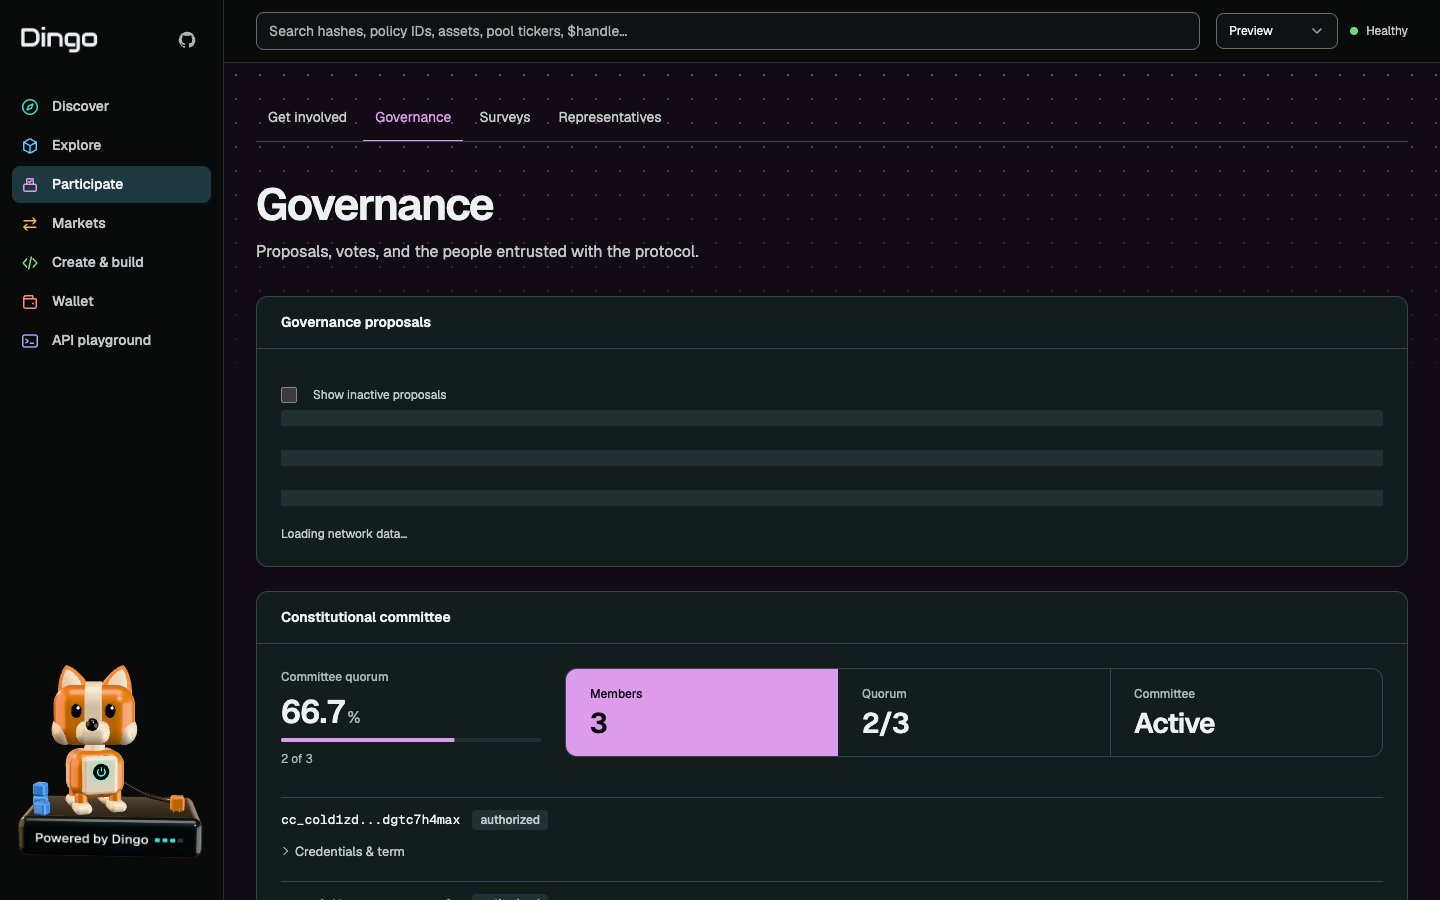 Dingo
Search hashes, policy IDs, assets, pool tickers, $handle...
Preview
Healthy
Discover
Explore
Participate
Markets
Create & build
Wallet
API playground
Get involved
Governance
Surveys
Representatives
Governance
Proposals, votes, and the people entrusted with the protocol.
Governance proposals
Show inactive proposals
Loading network data...
Constitutional committee
Committee quorum
66.7%
2 of 3
Members
3
Quorum
2/3
Committee
Active
cc_cold1zd...dgtc7h4max
authorized
Credentials & term
Powered by Dingo